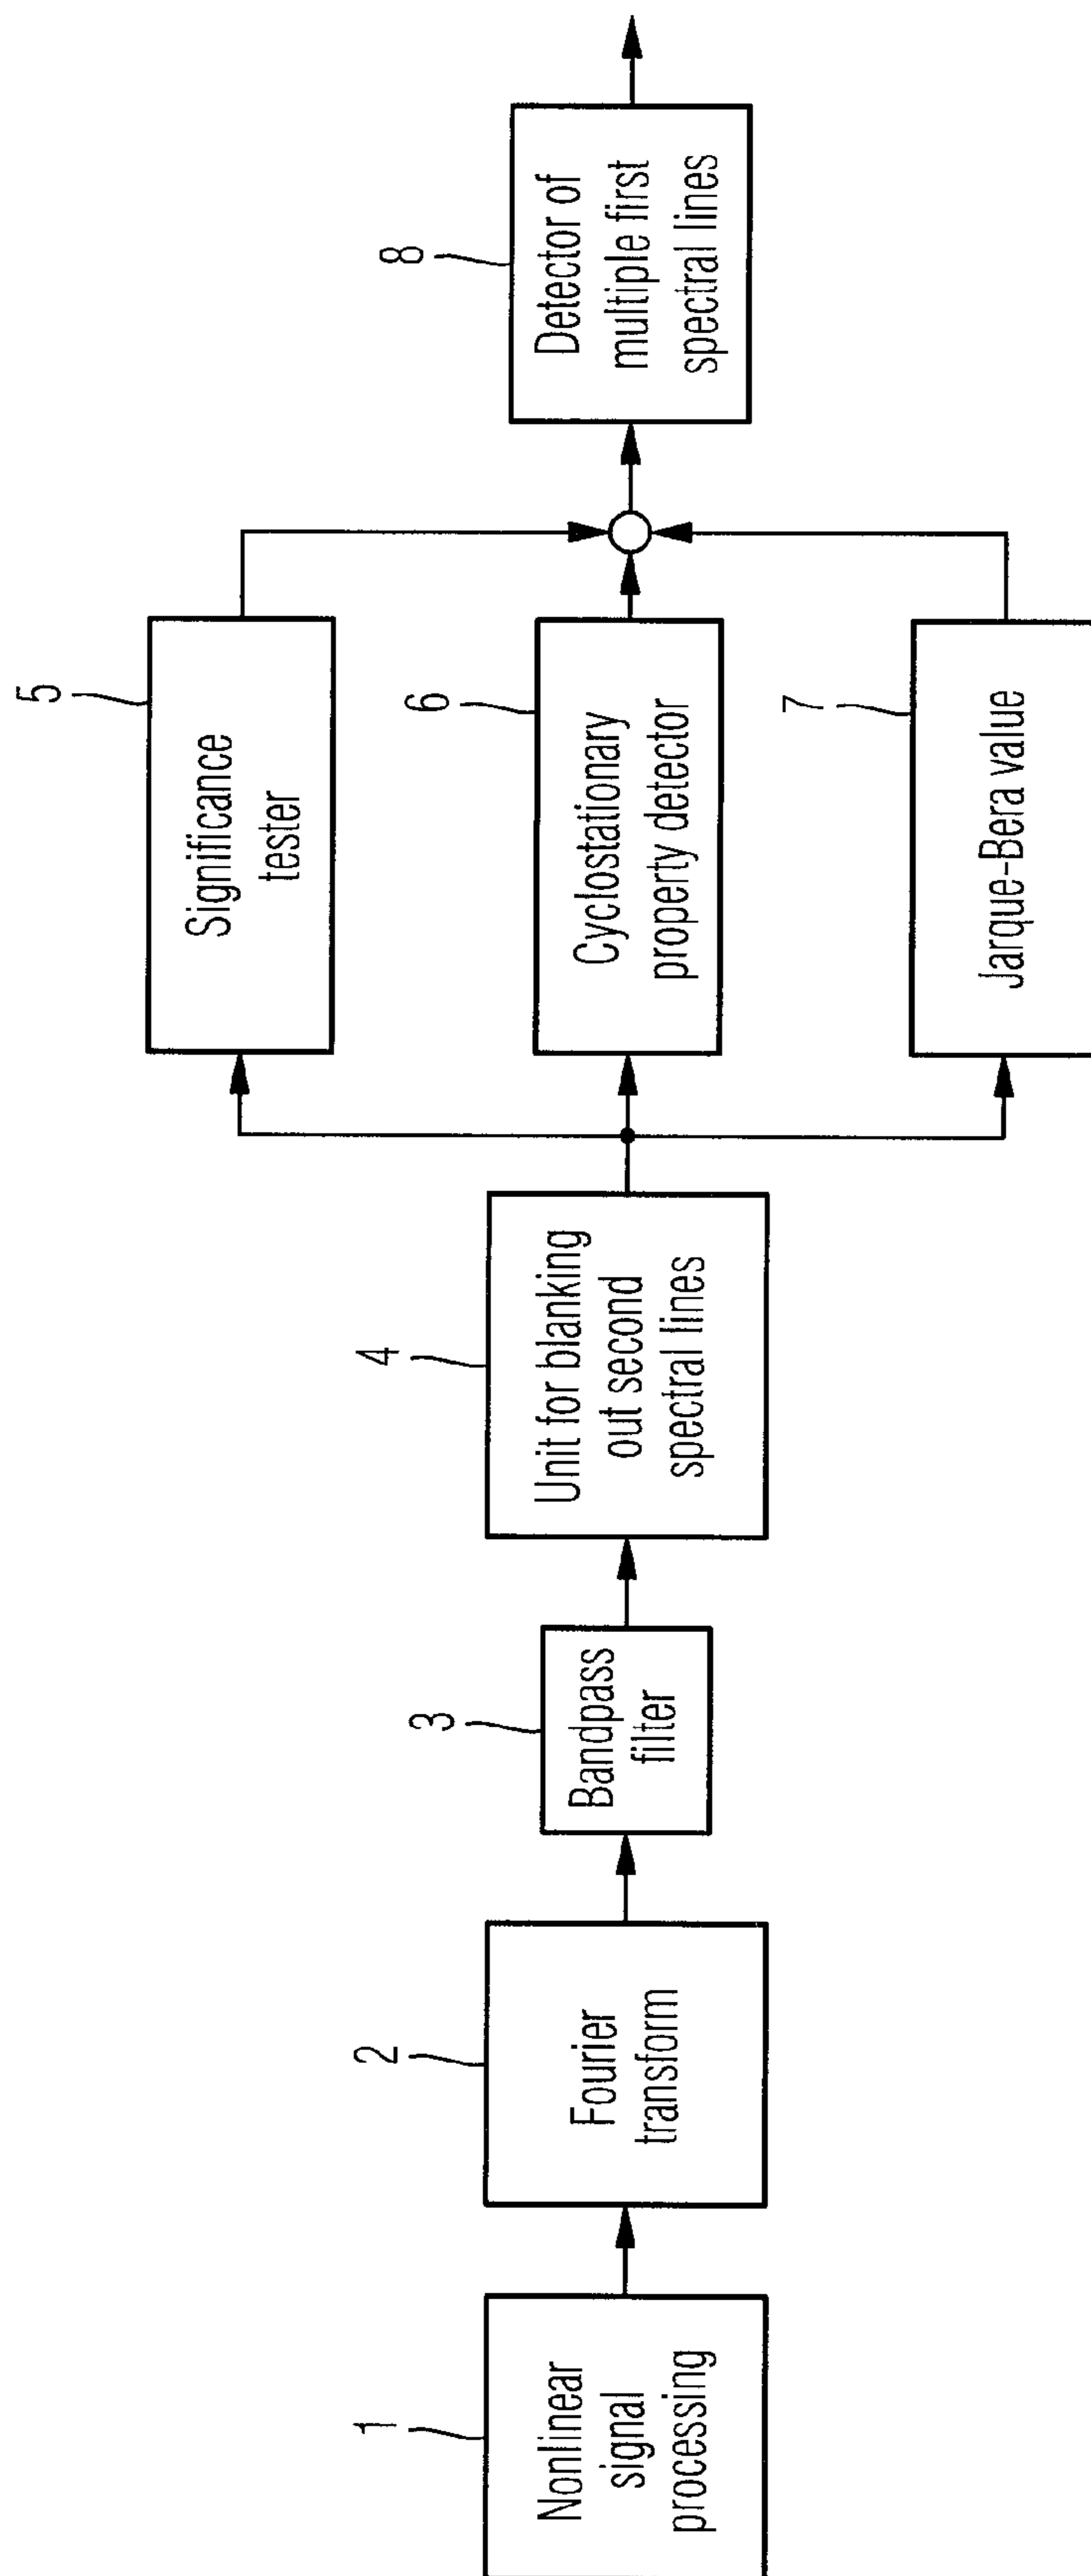 1
Nonlinear
signal
processing
2
Fourier
transform
3
Bandpass
filter
4
Unit for blanking
out second
spectral lines
5
Significance
tester
6
Cyclostationary
property detector
7
Jarque-Bera value
8
Detector of
multiple first
spectral lines